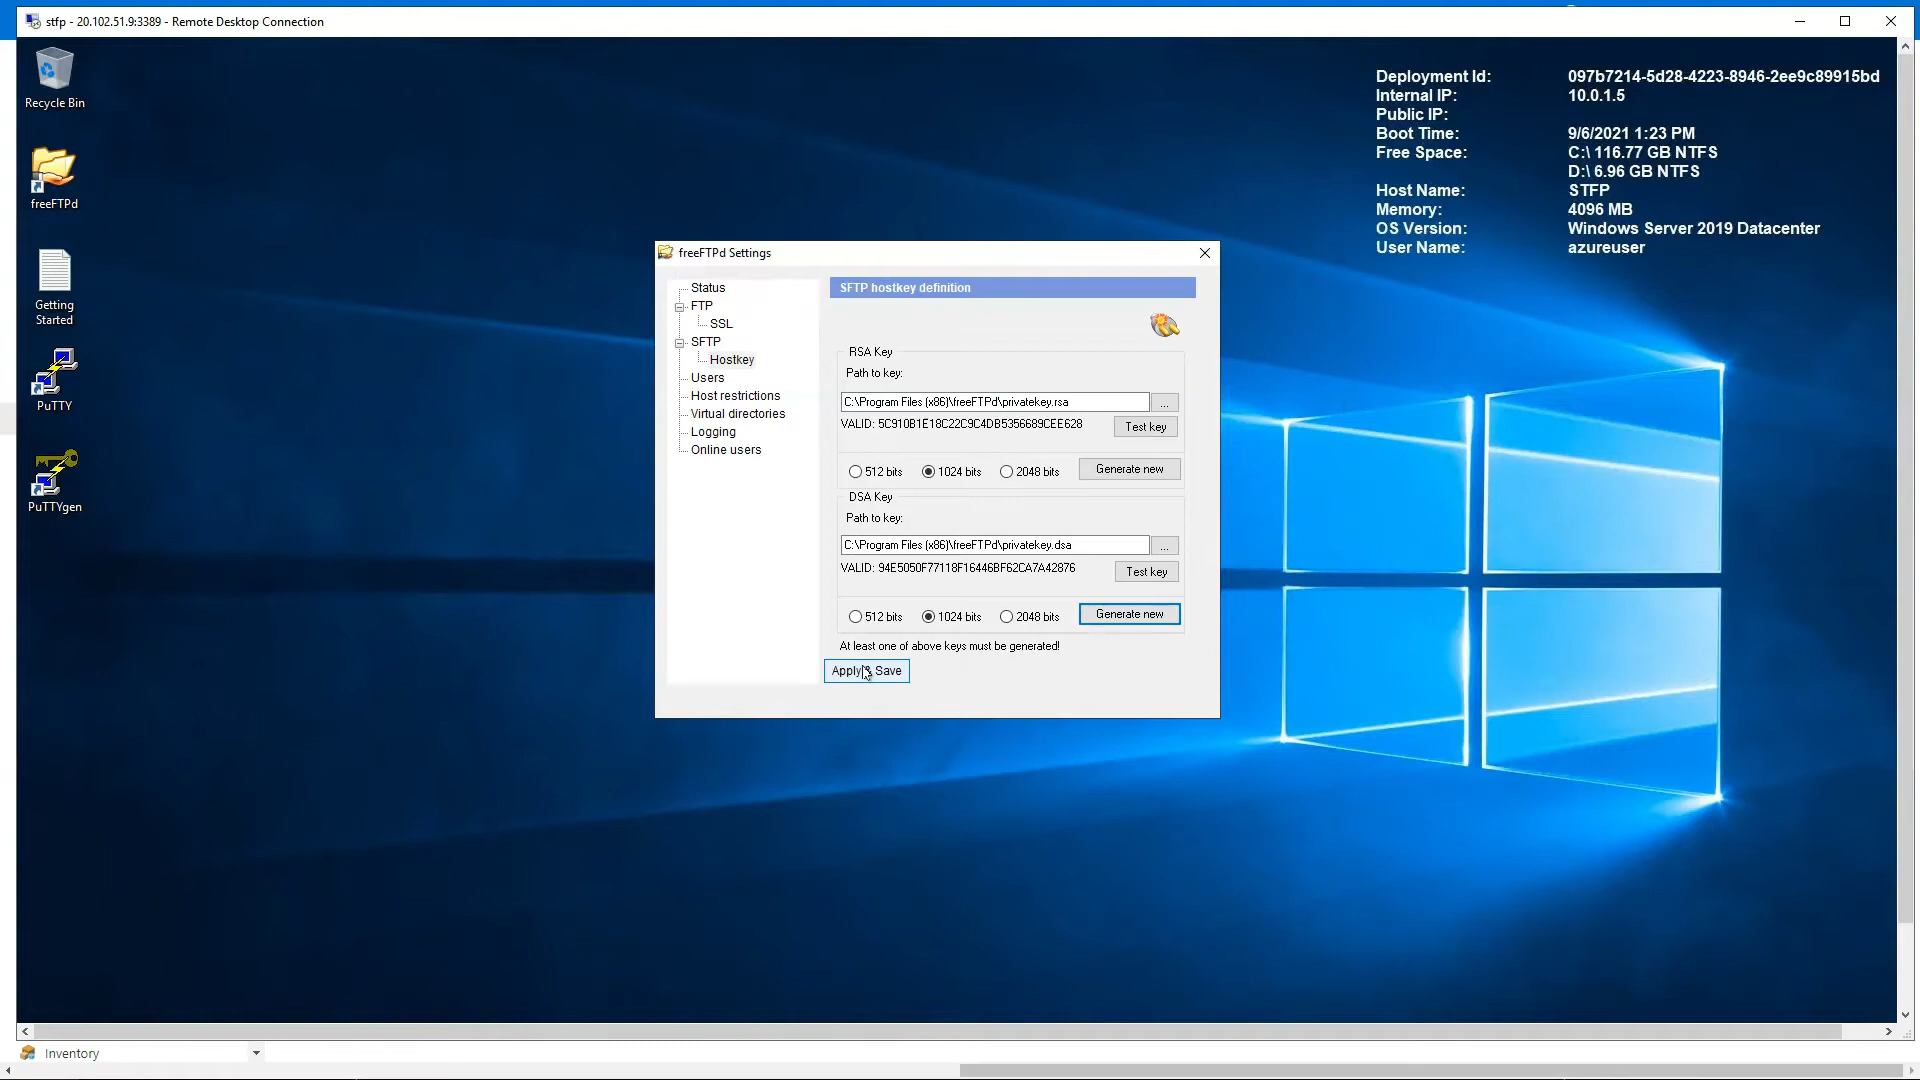 stfp - 20.102.51.9:3389 - Remote Desktop Connection
Recycle Bin
freeFTPd
Getting
Started
PuTTY
PuTTYgen
Deployment Id: 097b7214-5d28-4223-8946-2ee9c89915bd
Internal IP: 10.0.1.5
Public IP:
Boot Time: 9/6/2021 1:23 PM
Free Space: C:\ 116.77 GB NTFS
D:\ 6.96 GB NTFS
Host Name: STFP
Memory: 4096 MB
OS Version: Windows Server 2019 Datacenter
User Name: azureuser
freeFTPd Settings
Status
FTP
SSL
SFTP
Hostkey
Users
Host restrictions
Virtual directories
Logging
Online users
SFTP hostkey definition
RSA Key
Path to key:
C:\Program Files (x86)\freeFTPd\privatekey.rsa ...
VALID: 5C910B1E18C22C9C4DB5356689CEE628 Test key
512 bits 1024 bits 2048 bits Generate new
DSA Key
Path to key:
C:\Program Files (x86)\freeFTPd\privatekey.dsa ...
VALID: 94E5050F77118F16446BF62CA7A42876 Test key
512 bits 1024 bits 2048 bits Generate new
At least one of above keys must be generated!
Apply & Save
Inventory